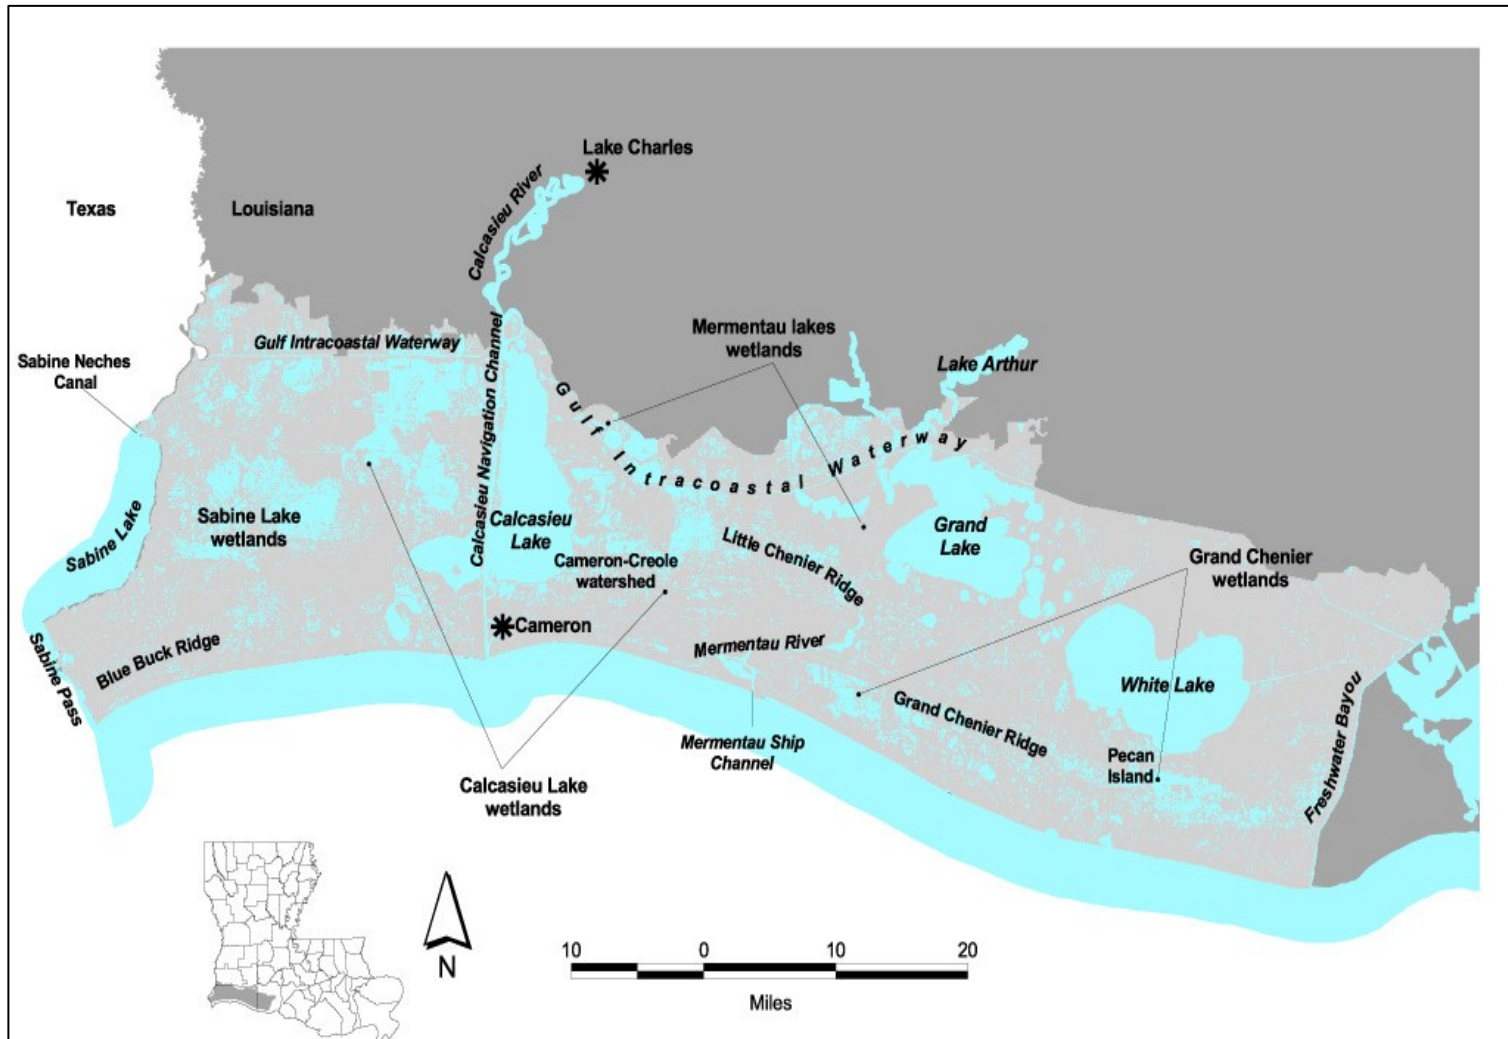 Lake Charles
Calcasieu River
Texas
Louisiana
Gulf Intracoastal Waterway
Mermentau lakes
wetlands
Lake Arthur
Sabine Neches
Canal
Calcasieu Navigation Channel
Gulf Intracoastal Waterway
Sabine Lake
Sabine Lake
wetlands
Calcasieu
Lake
Grand
Lake
Little Chenier Ridge
Cameron-Creole
watershed
Grand Chenier
wetlands
Cameron
Mermentau River
Blue Buck Ridge
Sabine Pass
White Lake
Grand Chenier Ridge
Mermentau Ship
Channel
Pecan
Island
Freshwater Bayou
Calcasieu Lake
wetlands
N
10 0 10 20
Miles